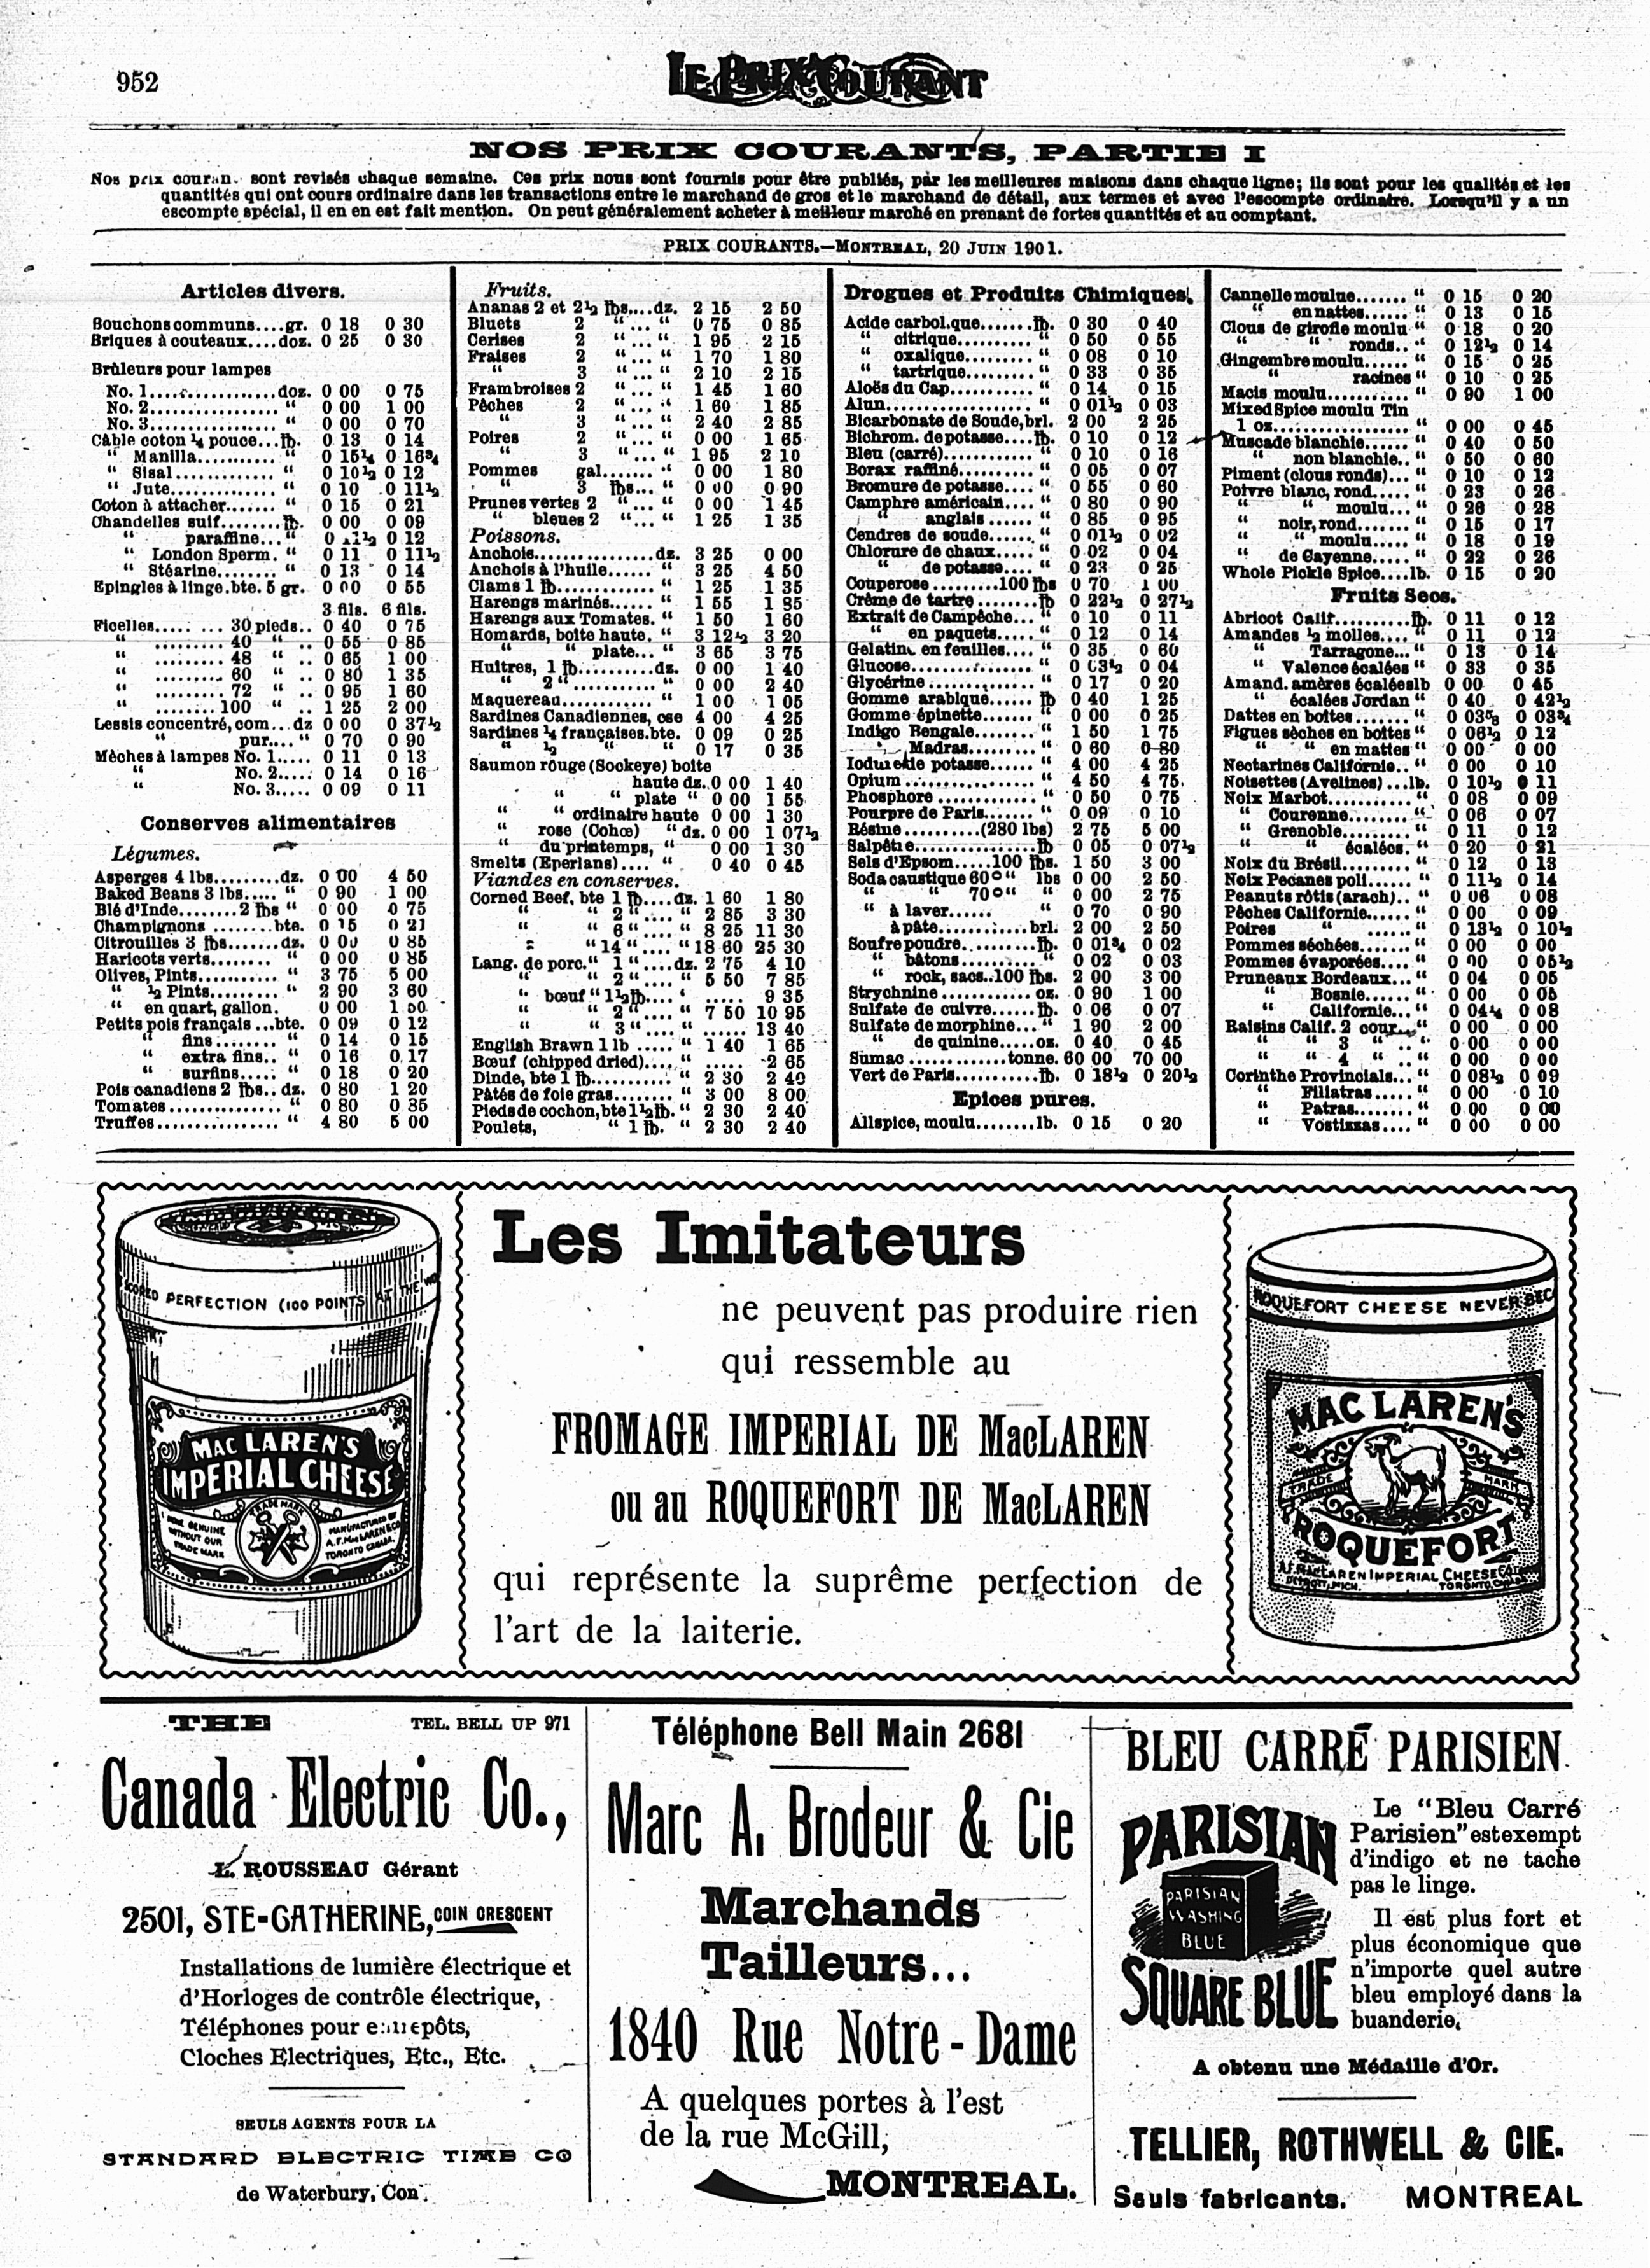 952
LE PRIX COURANT
NOS PRIX COURANTS, PARTIE I
Nos prix sont revisés chaque semaine. Ces prix nous sont fournis pour être publiés, par les meilleures maisons dans chaque ligne; ils sont pour les qualités et les
quantités qui ont cours ordinaire dans les transactions entre le marchand de gros et le marchand de détail, aux termes et avec l'escompte ordinaire. Lorsqu'il y a un
escompte spécial, il en en est fait mention. On peut généralement acheter à meilleur marché en prenant de fortes quantités et au comptant.
PRIX COURANTS.—MONTREAL, 20 JUIN 1901.
Articles divers.
Bouchons communs....gr. 0 18 0 30
Briques à couteaux....doz. 0 25 0 30
Brûleurs pour lampes
No. 1................doz. 0 00 0 75
No. 2................ “ 0 00 1 00
No. 3................ “ 0 00 0 70
Câble coton ¼ pouce...lb. 0 13 0 14
“ Manilla........... “ 0 15¼ 0 16¾
“ Sisal............. “ 0 10½ 0 12
“ Jute.............. “ 0 10 0 11½
Coton à attacher....... “ 0 15 0 21
Chandelles suif........lb. 0 00 0 09
“ paraffine... “ 0 12
“ London Sperm. “ 0 11 0 11½
“ Stéarine........ “ 0 13 0 14
Epingles à linge.bte. 5 gr. 0 00 0 55
3 fils. 6 fils.
Ficelles..... ... 30 pieds.. 0 40 0 75
“ ......... 40 “ .. 0 55 0 85
“ ......... 48 “ .. 0 65 1 00
“ ......... 60 “ .. 0 80 1 35
“ ......... 72 “ .. 0 95 1 60
“ .........100 “ .. 1 25 2 00
Lessis concentré, com...dz 0 00 0 37½
“ pur.... “ 0 70 0 90
Mèches à lampes No. 1..... 0 11 0 13
“ No. 2..... 0 14 0 16
“ No. 3..... 0 09 0 11
Conserves alimentaires
Légumes.
Asperges 4 lbs.........dz. 0 00 4 50
Baked Beans 3 lbs..... “ 0 90 1 00
Blé d'Inde........2 lbs “ 0 00 0 75
Champignons ........bte. 0 15 0 21
Citrouilles 3 lbs.......dz. 0 00 0 85
Haricots verts........ “ 0 00 0 85
Olives, Pints........... “ 3 75 5 00
“ ½ Pints......... “ 2 90 3 60
“ en quart, gallon. 0 00 1 50
Petits pois français ...bte. 0 09 0 12
“ fins........ “ 0 14 0 15
“ extra fins.. “ 0 16 0 17
“ surfins..... “ 0 18 0 20
Pois canadiens 2 lbs.. dz. 0 80 1 20
Tomates................ “ 0 80 0 85
Truffes................. “ 4 80 5 00
Fruits.
Ananas 2 et 2½ lbs....dz. 2 15 2 50
Bluets 2 “... “ 0 75 0 85
Cerises 2 “... “ 1 95 2 15
Fraises 2 “... “ 1 70 1 80
“ 3 “... “ 2 10 2 15
Frambroises 2 “... “ 1 45 1 60
Pêches 2 “... “ 1 60 1 85
“ 3 “... “ 2 40 2 85
Poires 2 “... “ 0 00 1 65
“ 3 “... “ 1 95 2 10
Pommes gal....... “ 0 00 1 80
“ 3 lbs... “ 0 00 0 90
Prunes vertes 2 “... “ 0 00 1 45
“ bleues 2 “... “ 1 25 1 35
Poissons.
Anchois...............dz. 3 25 0 00
Anchois à l'huile...... “ 3 25 4 50
Clams 1 lb............. “ 1 25 1 35
Harengs marinés...... “ 1 55 1 85
Harengs aux Tomates. “ 1 50 1 60
Homards, boîte haute. “ 3 12½ 3 20
“ “ plate... “ 3 65 3 75
Huîtres, 1 lb..........dz. 0 00 1 40
“ 2 “........... “ 0 00 2 40
Maquereau............ “ 1 00 1 05
Sardines Canadiennes, cse 4 00 4 25
Sardines ¼ françaises.bte. 0 09 0 25
“ ½ “ “ 0 17 0 35
Saumon rouge (Sockeye) boîte
haute dz. 0 00 1 40
“ “ plate “ 0 00 1 55
“ “ ordinaire haute 0 00 1 30
“ rose (Cohoe) “ dz. 0 00 1 07½
“ du printemps, “ 0 00 1 30
Smelts (Eperlans).... “ 0 40 0 45
Viandes en conserves.
Corned Beef, bte 1 lb....dz. 1 60 1 80
“ “ 2 “.... “ 2 85 3 30
“ “ 6 “.... “ 8 25 11 30
“ “ 14 “.... “ 18 60 25 30
Lang. de porc. “ 1 “....dz. 2 75 4 10
“ “ 2 “.... “ 5 50 7 85
“ bœuf “ 1½lb.... “ ..... 9 35
“ “ 2 “.... “ 7 50 10 95
“ “ 3 “.... “ ...... 13 40
English Brawn 1 lb ..... “ 1 40 1 65
Bœuf (chipped dried).... “ ..... 2 65
Dinde, bte 1 lb.......... “ 2 30 2 40
Pâtés de foie gras........ “ 3 00 8 00
Pieds de cochon, bte 1½lb. “ 2 30 2 40
Poulets, “ 1 lb. “ 2 30 2 40
Drogues et Produits Chimiques.
Acide carbolique.......lb. 0 30 0 40
“ citrique.......... “ 0 50 0 55
“ oxalique......... “ 0 08 0 10
“ tartrique......... “ 0 33 0 35
Aloès du Cap........... “ 0 14 0 15
Alun.................... “ 0 01½ 0 03
Bicarbonate de Soude, brl. 2 00 2 25
Bichrom. de potasse....lb. 0 10 0 12
Bleu (carré)............ “ 0 10 0 16
Borax raffiné........... “ 0 05 0 07
Bromure de potasse.... “ 0 55 0 60
Camphre américain.... “ 0 80 0 90
“ anglais ...... “ 0 85 0 95
Cendres de soude....... “ 0 01½ 0 02
Chlorure de chaux..... “ 0 02 0 04
“ de potasse.... “ 0 23 0 25
Couperose .........100 lbs 0 70 1 00
Crème de tartre ........lb 0 22½ 0 27½
Extrait de Campêche... “ 0 10 0 11
“ en paquets..... “ 0 12 0 14
Gelatine en feuilles.... “ 0 35 0 60
Glucose................ “ 0 03½ 0 04
Glycérine .............. “ 0 17 0 20
Gomme arabique....... lb 0 40 1 25
Gomme épinette....... “ 0 00 0 25
Indigo Bengale........ “ 1 50 1 75
“ Madras......... “ 0 60 0 80
Iodure de potasse...... “ 4 00 4 25
Opium ................. “ 4 50 4 75
Phosphore ............. “ 0 50 0 75
Pourpre de Paris....... “ 0 09 0 10
Résine..........(280 lbs) 2 75 5 00
Salpêtre ...............lb 0 05 0 07½
Sels d'Epsom.....100 lbs. 1 50 3 00
Soda caustique 60° “ lbs 0 00 2 50
“ “ 70° “ “ 0 00 2 75
“ à laver...... “ 0 70 0 90
“ à pâte..........brl. 2 00 2 50
Soufre poudre..........lb. 0 01¾ 0 02
“ bâtons.......... “ 0 02 0 03
“ rock, sacs..100 lbs. 2 00 3 00
Strychnine ............ oz. 0 90 1 00
Sulfate de cuivre...... lb. 0 06 0 07
Sulfate de morphine... “ 1 90 2 00
“ de quinine.....oz. 0 40 0 45
Sumac ............tonne. 60 00 70 00
Vert de Paris..........lb. 0 18½ 0 20½
Epices pures.
Allspice, moulu........lb. 0 15 0 20
Cannelle moulue....... “ 0 15 0 20
“ en nattes...... “ 0 13 0 15
Clous de girofle moulu “ 0 18 0 20
“ “ ronds.. “ 0 12½ 0 14
Gingembre moulu...... “ 0 15 0 25
“ racines “ 0 10 0 25
Macis moulu............ “ 0 90 1 00
Mixed Spice moulu Tin
1 oz................... “ 0 00 0 45
Muscade blanchie...... “ 0 40 0 50
“ non blanchie.. “ 0 50 0 60
Piment (clous ronds)... “ 0 10 0 12
Poivre blanc, rond..... “ 0 23 0 26
“ “ moulu... “ 0 26 0 28
“ noir, rond....... “ 0 15 0 17
“ “ moulu..... “ 0 18 0 19
“ de Cayenne..... “ 0 22 0 26
Whole Pickle Spice....lb. 0 15 0 20
Fruits Secs.
Abricot Calif..........lb. 0 11 0 12
Amandes ½ molles.... “ 0 11 0 12
“ Tarragone... “ 0 13 0 14
“ Valence écalées “ 0 33 0 35
Amand. amères écalées lb 0 00 0 45
“ écalées Jordan “ 0 40 0 42½
Dattes en boîtes....... “ 0 03⅝ 0 03¾
Figues sèches en boîtes “ 0 06½ 0 12
“ “ en mattes “ 0 00 0 00
Nectarines Californie.. “ 0 00 0 10
Noisettes (Avelines) ...lb. 0 10½ 0 11
Noix Marbot........... “ 0 08 0 09
“ Couronne........ “ 0 06 0 07
“ Grenoble......... “ 0 11 0 12
“ “ écalées. “ 0 20 0 21
Noix du Brésil......... “ 0 12 0 13
Noix Pecanes poli...... “ 0 11½ 0 14
Peanuts rôtis (arach).. “ 0 06 0 08
Pêches Californie...... “ 0 00 0 09
Poires “ ...... “ 0 13½ 0 10½
Pommes séchées....... “ 0 00 0 00
Pommes évaporées.... “ 0 00 0 05½
Pruneaux Bordeaux... “ 0 04 0 05
“ Bosnie...... “ 0 00 0 05
“ Californie... “ 0 04¼ 0 08
Raisins Calif. 2 cour... “ 0 00 0 00
“ “ 3 “ .. “ 0 00 0 00
“ “ 4 “ .. “ 0 00 0 00
Corinthe Provincials... “ 0 08½ 0 09
“ Filiatras..... “ 0 00 0 10
“ Patras........ “ 0 00 0 00
“ Vostizzas.... “ 0 00 0 00
SCORED PERFECTION (100 POINTS) AT THE
MAC LAREN'S
IMPERIAL CHEESE
TRADE MARK
NONE GENUINE
WITHOUT OUR
TRADE MARK
MANUFACTURED BY
A.F. MacLAREN & CO
TORONTO CANADA.
Les Imitateurs
ne peuvent pas produire rien
qui ressemble au
FROMAGE IMPERIAL DE MacLAREN
ou au ROQUEFORT DE MacLAREN
qui représente la suprême perfection de
l'art de la laiterie.
ROQUEFORT CHEESE NEVER BEC
MAC LAREN'S
TRADE MARK
ROQUEFORT
A.F. MacLAREN IMPERIAL CHEESE CO
DETROIT, MICH. TORONTO, CANADA
THE TEL. BELL UP 971
Canada Electric Co.,
L. ROUSSEAU Gérant
2501, STE-CATHERINE, COIN CRESCENT
Installations de lumière électrique et
d'Horloges de contrôle électrique,
Téléphones pour
Cloches Electriques, Etc., Etc.
SEULS AGENTS POUR LA
STANDARD ELECTRIC TIME CO
de Waterbury, Con.
Téléphone Bell Main 2681
Marc A. Brodeur & Cie
Marchands
Tailleurs...
1840 Rue Notre-Dame
A quelques portes à l'est
de la rue McGill,
MONTREAL.
BLEU CARRÉ PARISIEN
PARISIAN
PARISIAN
WASHING
BLUE
SQUARE BLUE
Le “Bleu Carré
Parisien” est exempt
d'indigo et ne tache
pas le linge.
Il est plus fort et
plus économique que
n'importe quel autre
bleu employé dans la
buanderie.
A obtenu une Médaille d'Or.
TELLIER, ROTHWELL & CIE.
Seuls fabricants. MONTREAL